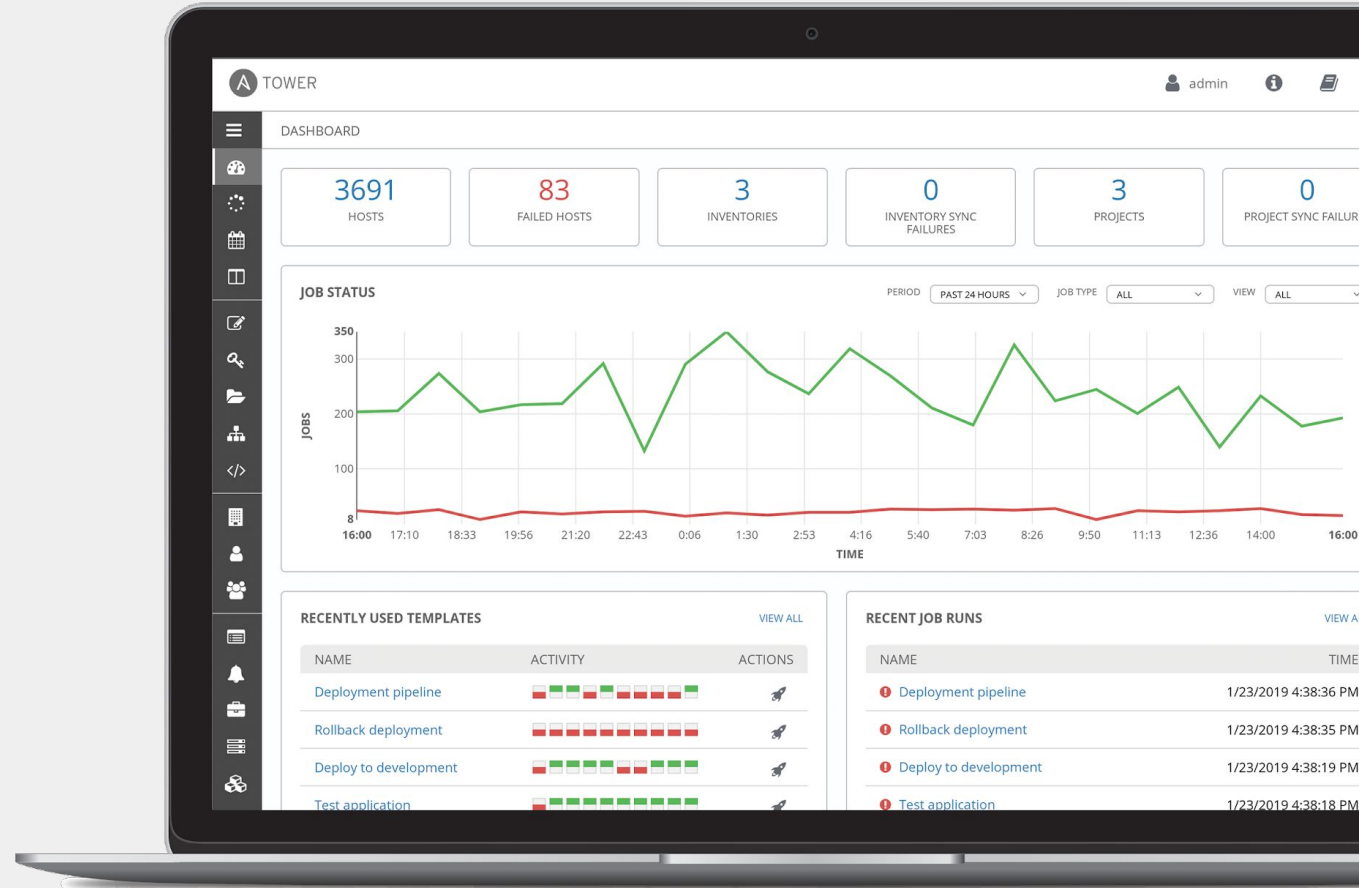 TOWER
admin
DASHBOARD
3691
HOSTS
83
FAILED HOSTS
3
INVENTORIES
0
INVENTORY SYNC
FAILURES
3
PROJECTS
0
PROJECT SYNC FAILUR
JOB STATUS
PERIOD PAST 24 HOURS JOB TYPE ALL VIEW ALL
350
300
200
100
8
JOBS
16:00 17:10 18:33 19:56 21:20 22:43 0:06 1:30 2:53 4:16 5:40 7:03 8:26 9:50 11:13 12:36 14:00 16:00
TIME
RECENTLY USED TEMPLATES VIEW ALL
NAME ACTIVITY ACTIONS
Deployment pipeline
Rollback deployment
Deploy to development
Test application
RECENT JOB RUNS VIEW A
NAME TIME
Deployment pipeline 1/23/2019 4:38:36 PM
Rollback deployment 1/23/2019 4:38:35 PM
Deploy to development 1/23/2019 4:38:19 PM
Test application 1/23/2019 4:38:18 PM